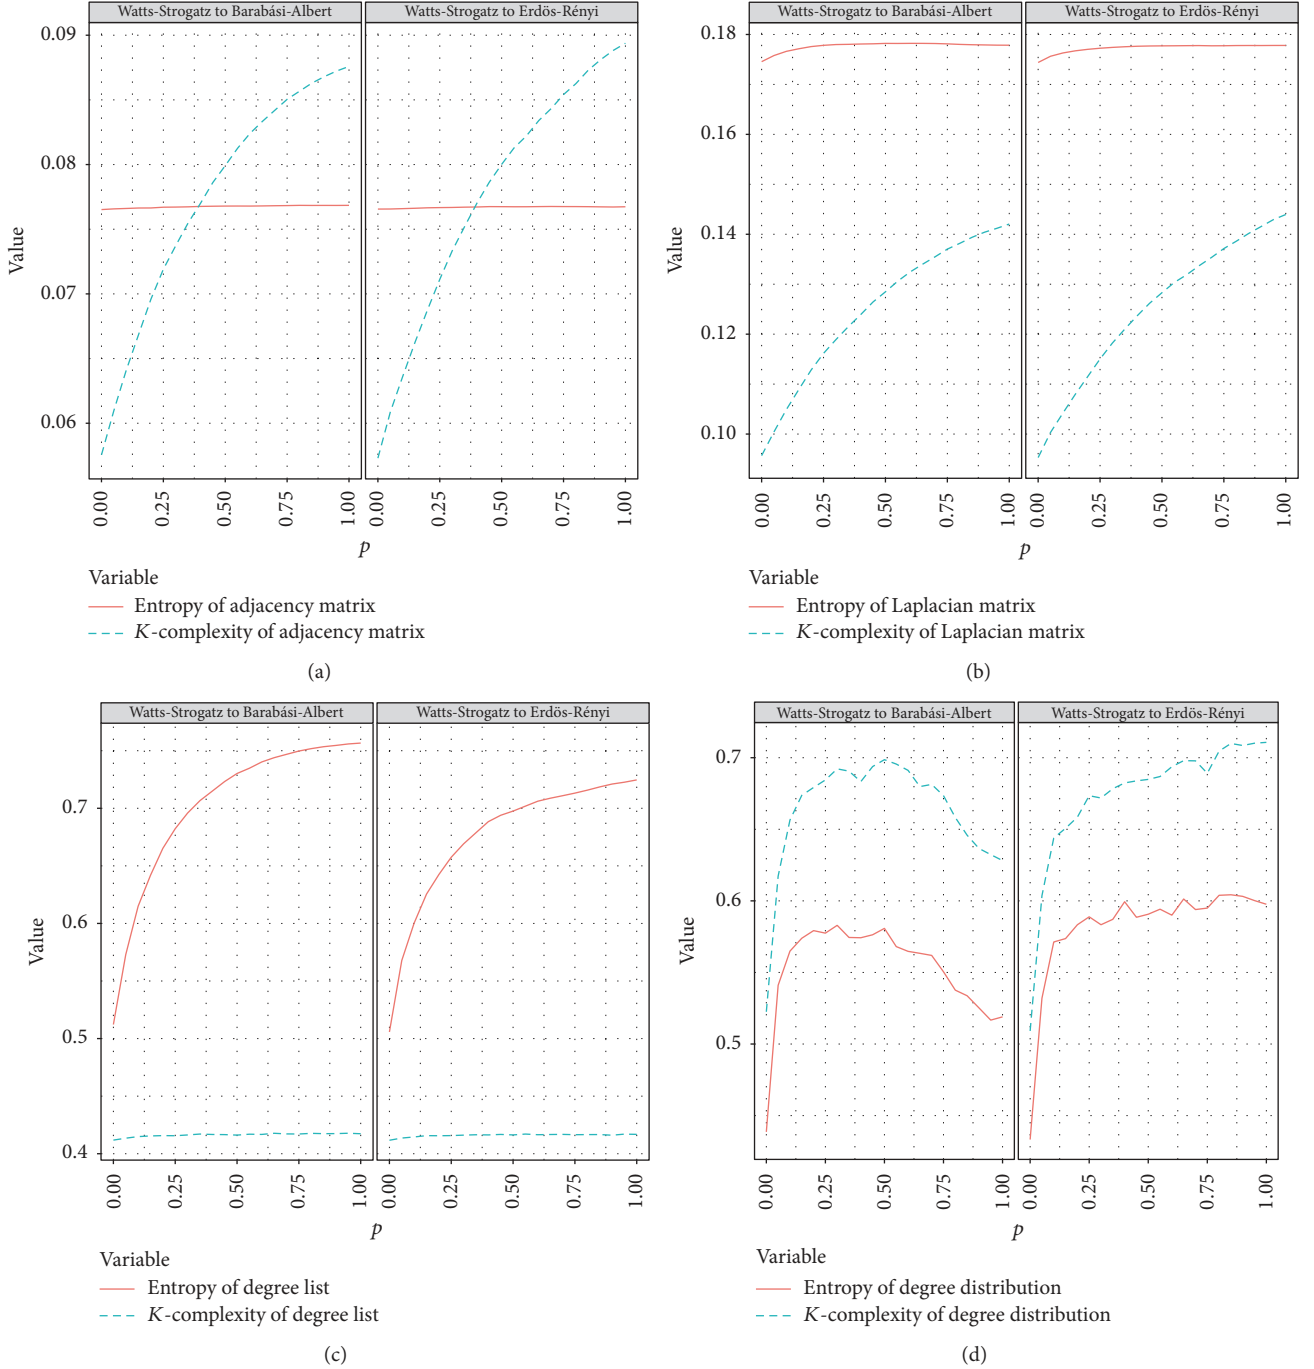 Watts-Strogatz to Barabási-Albert
Watts-Strogatz to Erdös-Rényi
0.09
0.08
0.07
0.06
Value
0.00
0.25
0.50
0.75
1.00
0.00
0.25
0.50
0.75
1.00
p
Variable
Entropy of adjacency matrix
K-complexity of adjacency matrix
(a)
Watts-Strogatz to Barabási-Albert
Watts-Strogatz to Erdös-Rényi
0.18
0.16
0.14
0.12
0.10
Value
0.00
0.25
0.50
0.75
1.00
0.00
0.25
0.50
0.75
1.00
p
Variable
Entropy of Laplacian matrix
K-complexity of Laplacian matrix
(b)
Watts-Strogatz to Barabási-Albert
Watts-Strogatz to Erdös-Rényi
0.7
0.6
0.5
0.4
Value
0.00
0.25
0.50
0.75
1.00
0.00
0.25
0.50
0.75
1.00
p
Variable
Entropy of degree list
K-complexity of degree list
(c)
Watts-Strogatz to Barabási-Albert
Watts-Strogatz to Erdös-Rényi
0.7
0.6
0.5
Value
0.00
0.25
0.50
0.75
1.00
0.00
0.25
0.50
0.75
1.00
p
Variable
Entropy of degree distribution
K-complexity of degree distribution
(d)